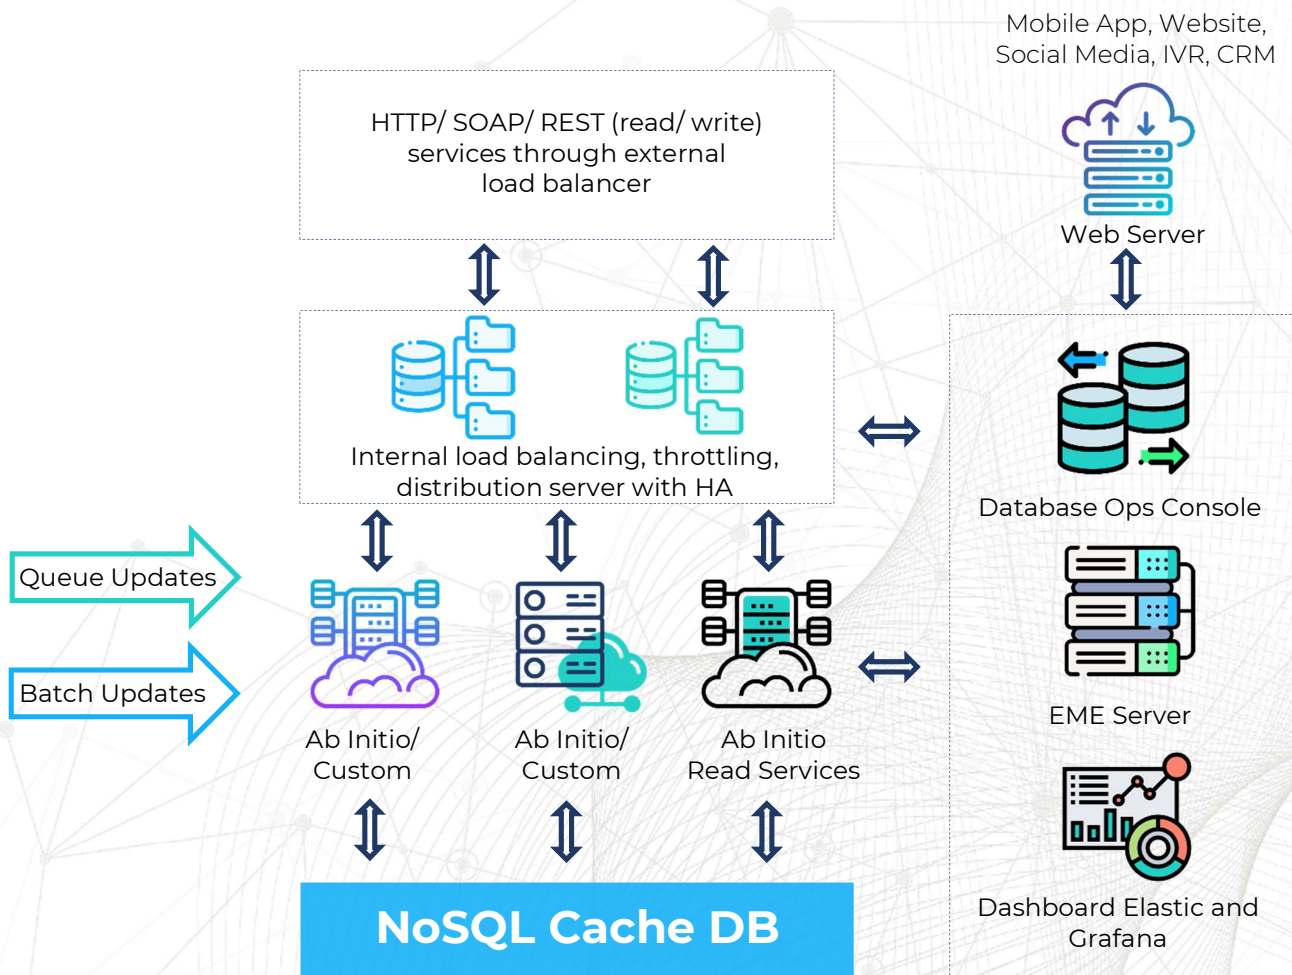 Mobile App, Website,
Social Media, IVR, CRM
HTTP/ SOAP/ REST (read/ write)
services through external
load balancer
Web Server
Internal load balancing, throttling,
distribution server with HA
Database Ops Console
Queue Updates
Batch Updates
Ab Initio/
Custom
Ab Initio/
Custom
Ab Initio
Read Services
EME Server
Dashboard Elastic and
Grafana
NoSQL Cache DB